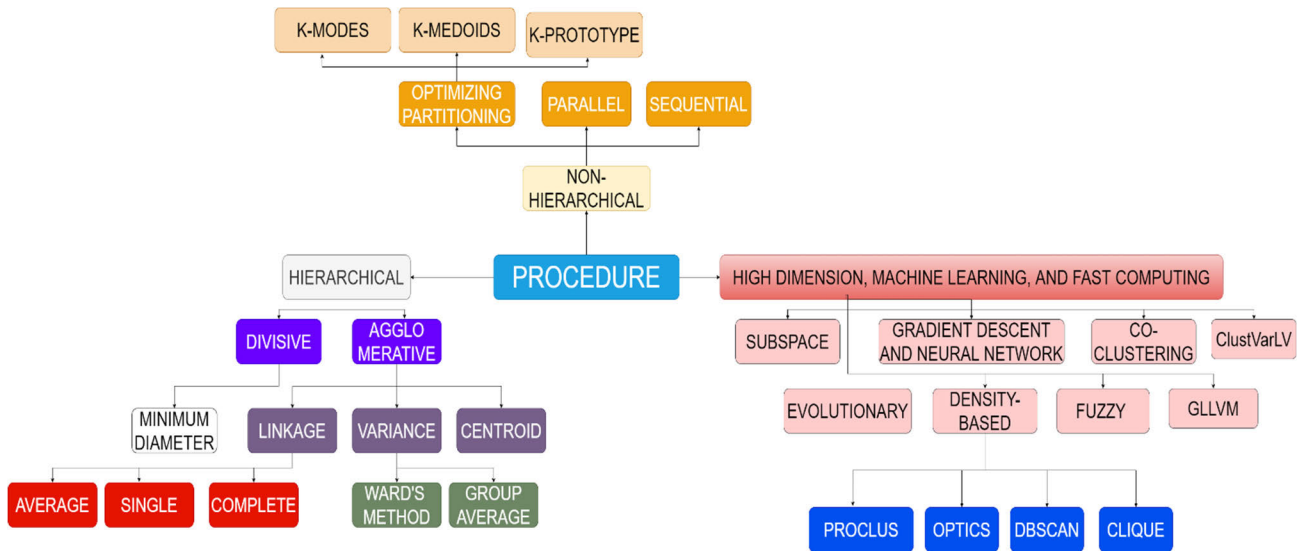 K-MODES
K-MEDOIDS
K-PROTOTYPE
OPTIMIZING
PARTITIONING
PARALLEL
SEQUENTIAL
NON-
HIERARCHICAL
HIERARCHICAL
PROCEDURE
HIGH DIMENSION, MACHINE LEARNING, AND FAST COMPUTING
DIVISIVE
AGGLO
MERATIVE
SUBSPACE
GRADIENT DESCENT
AND NEURAL NETWORK
CO-
CLUSTERING
ClustVarLV
MINIMUM
DIAMETER
LINKAGE
VARIANCE
CENTROID
EVOLUTIONARY
DENSITY-
BASED
FUZZY
GLLVM
AVERAGE
SINGLE
COMPLETE
WARD'S
METHOD
GROUP
AVERAGE
PROCLUS
OPTICS
DBSCAN
CLIQUE